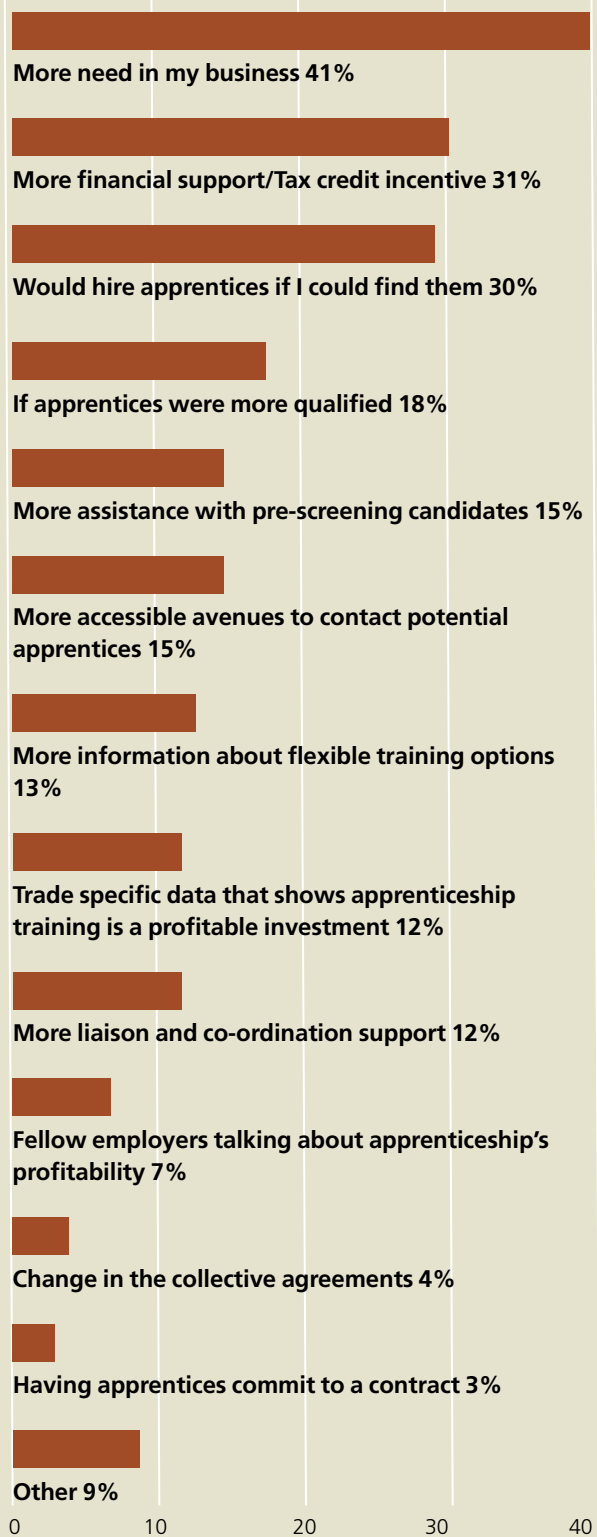 More need in my business 41%
More financial support/Tax credit incentive 31%
Would hire apprentices if I could find them 30%
If apprentices were more qualified 18%
More assistance with pre-screening candidates 15%
More accessible avenues to contact potential
apprentices 15%
More information about flexible training options
13%
Trade specific data that shows apprenticeship
training is a profitable investment 12%
More liaison and co-ordination support 12%
Fellow employers talking about apprenticeship’s
profitability 7%
Change in the collective agreements 4%
Having apprentices commit to a contract 3%
Other 9%
0 10 20 30 40